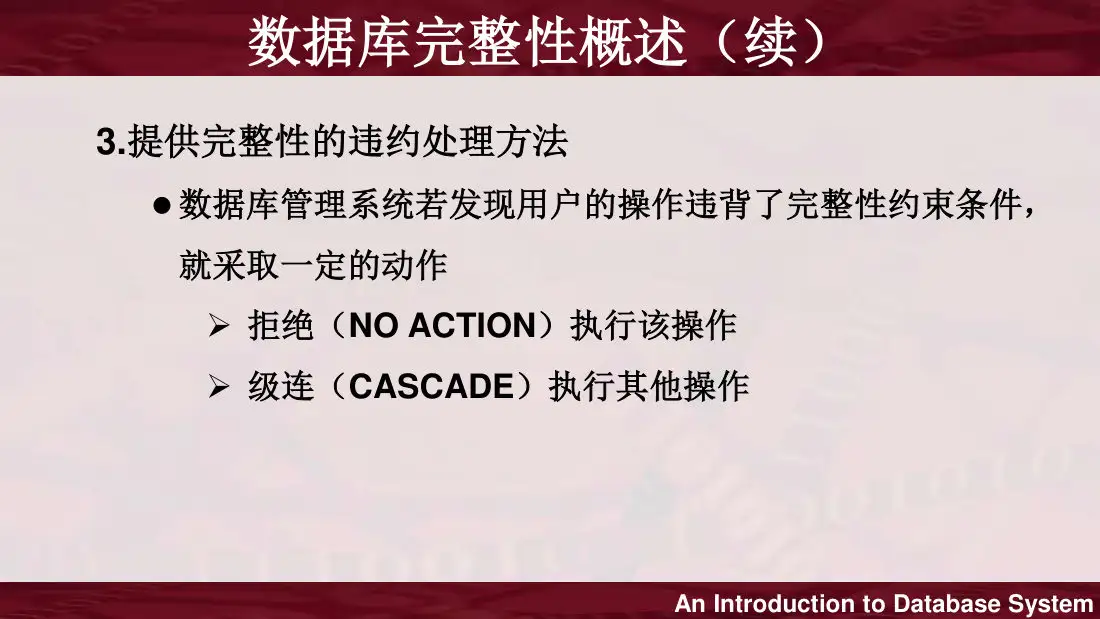 数据库完整性概述（续）
3.提供完整性的违约处理方法
●数据库管理系统若发现用户的操作违背了完整性约束条件，
就采取一定的动作
➢ 拒绝（NO ACTION）执行该操作
➢ 级连（CASCADE）执行其他操作
An Introduction to Database System